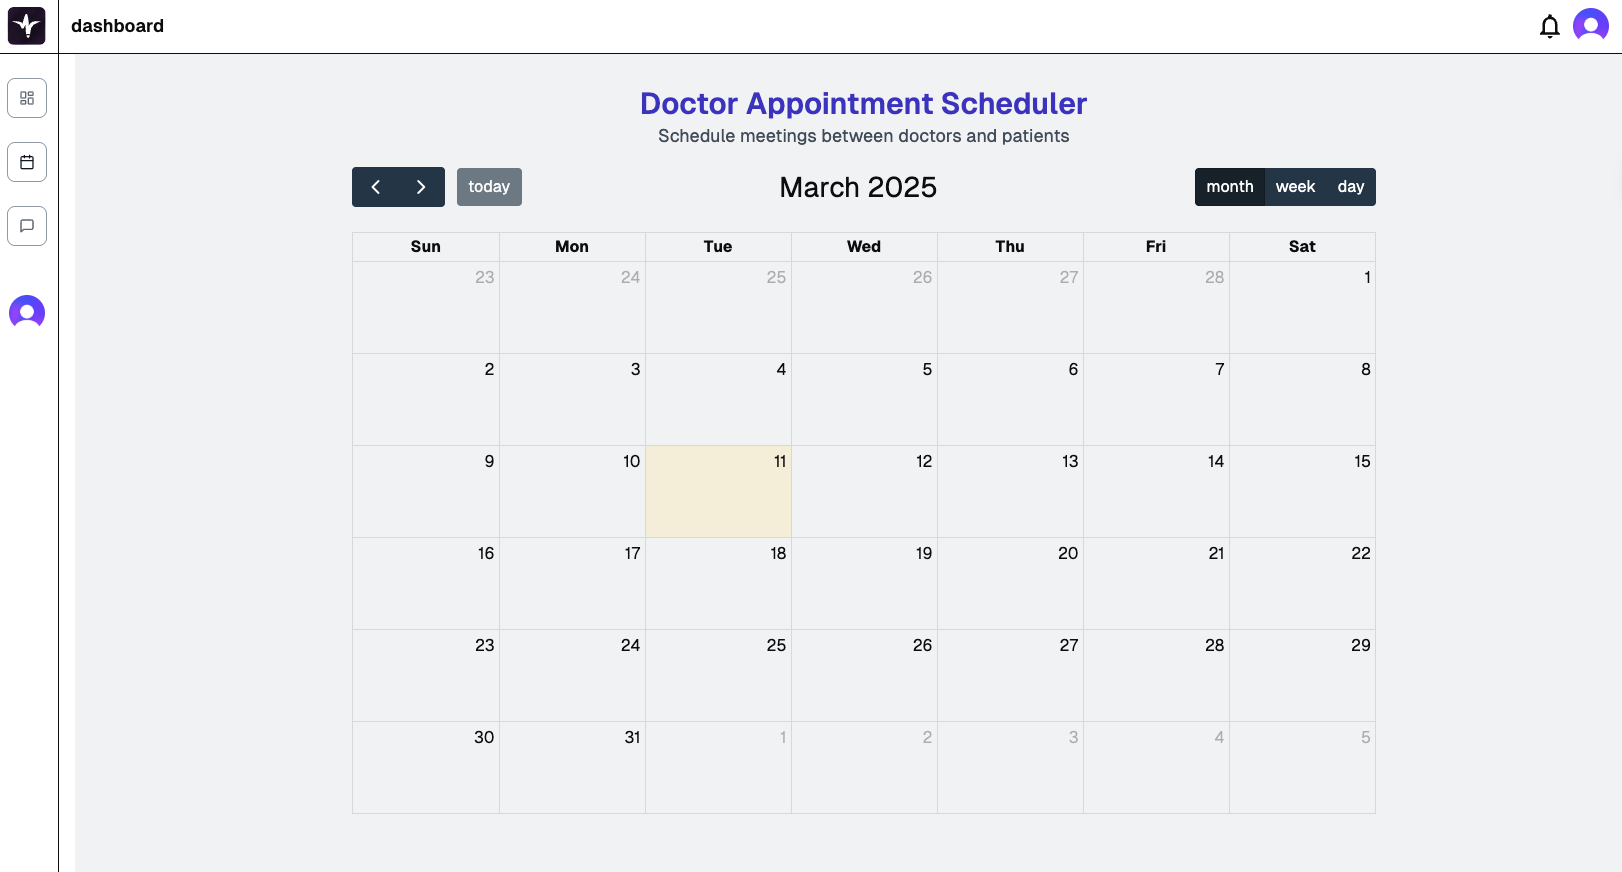 dashboard
Doctor Appointment Scheduler
Schedule meetings between doctors and patients
today March 2025 month week day
Sun Mon Tue Wed Thu Fri Sat
23 24 25 26 27 28 1
2 3 4 5 6 7 8
9 10 11 12 13 14 15
16 17 18 19 20 21 22
23 24 25 26 27 28 29
30 31 1 2 3 4 5